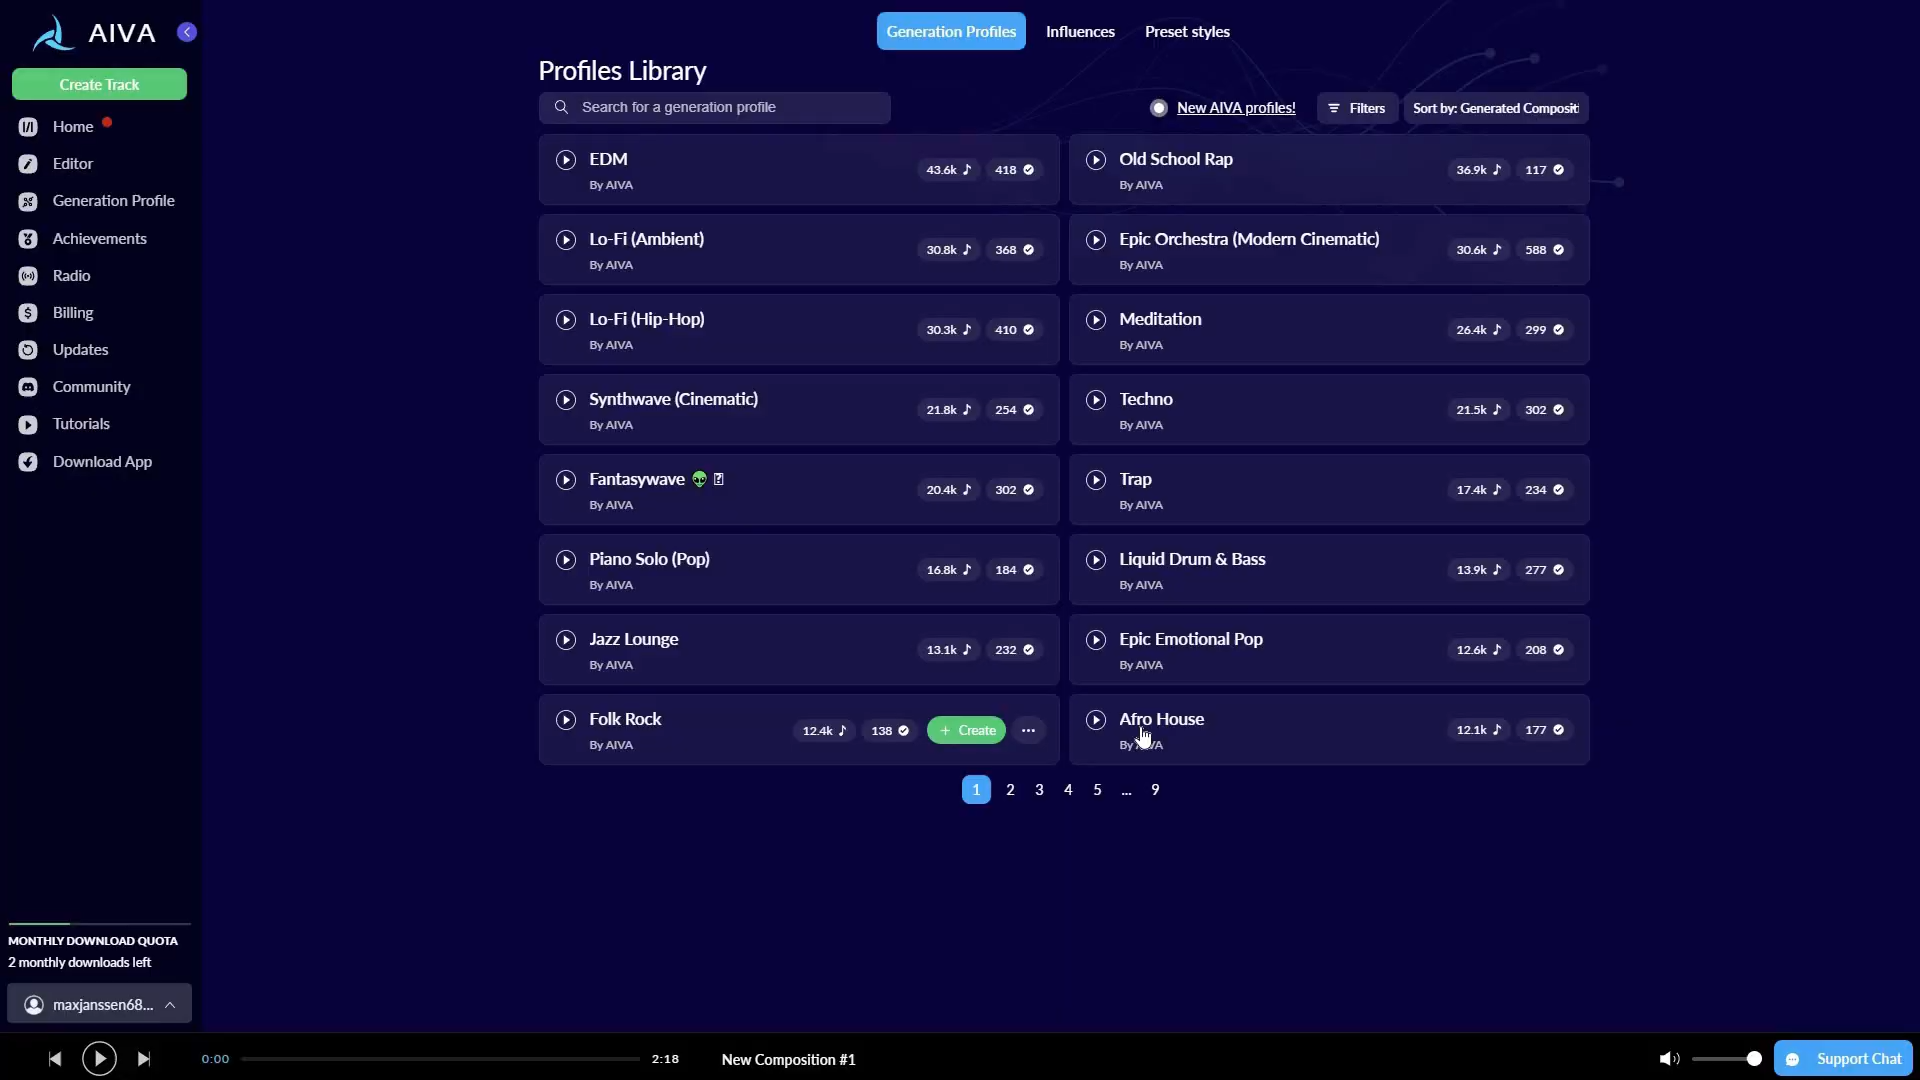 AIVA
Create Track
Home
Editor
Generation Profile
Achievements
Radio
Billing
Updates
Community
Tutorials
Download App
MONTHLY DOWNLOAD QUOTA
2 monthly downloads left
maxjanssen68...
Generation Profiles
Influences
Preset styles
Profiles Library
Search for a generation profile
New AIVA profiles!
Filters
Sort by: Generated Composit
EDM
By AIVA
43.6k
418
Old School Rap
By AIVA
36.9k
117
Lo-Fi (Ambient)
By AIVA
30.8k
368
Epic Orchestra (Modern Cinematic)
By AIVA
30.6k
588
Lo-Fi (Hip-Hop)
By AIVA
30.3k
410
Meditation
By AIVA
26.4k
299
Synthwave (Cinematic)
By AIVA
21.8k
254
Techno
By AIVA
21.5k
302
Fantasywave 👽
By AIVA
20.4k
302
Trap
By AIVA
17.4k
234
Piano Solo (Pop)
By AIVA
16.8k
184
Liquid Drum & Bass
By AIVA
13.9k
277
Jazz Lounge
By AIVA
13.1k
232
Epic Emotional Pop
By AIVA
12.6k
208
Folk Rock
By AIVA
12.4k
138
+ Create
...
Afro House
By AIVA
12.1k
177
1 2 3 4 5 ... 9
0:00
2:18
New Composition #1
Support Chat